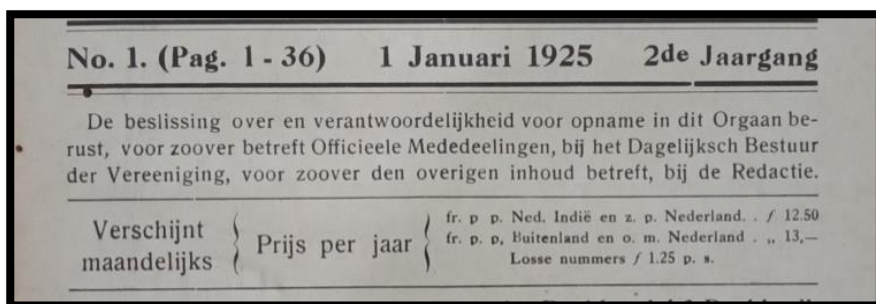 No. 1. (Pag. 1 - 36) 1 Januari 1925 2de Jaargang
De beslissing over en verantwoordelijkheid voor opname in dit Orgaan be-
rust, voor zoover betreft Officieele Mededeelingen, bij het Dagelijksch Bestuur
der Vereeniging, voor zoover den overigen inhoud betreft, bij de Redactie.
Verschijnt
maandelijks
Prijs per jaar
fr. p p. Ned. Indië en z. p. Nederland. . f 12.50
fr. p. p, Buitenland en o. m. Nederland . „ 13,—
Losse nummers f 1.25 p. s.